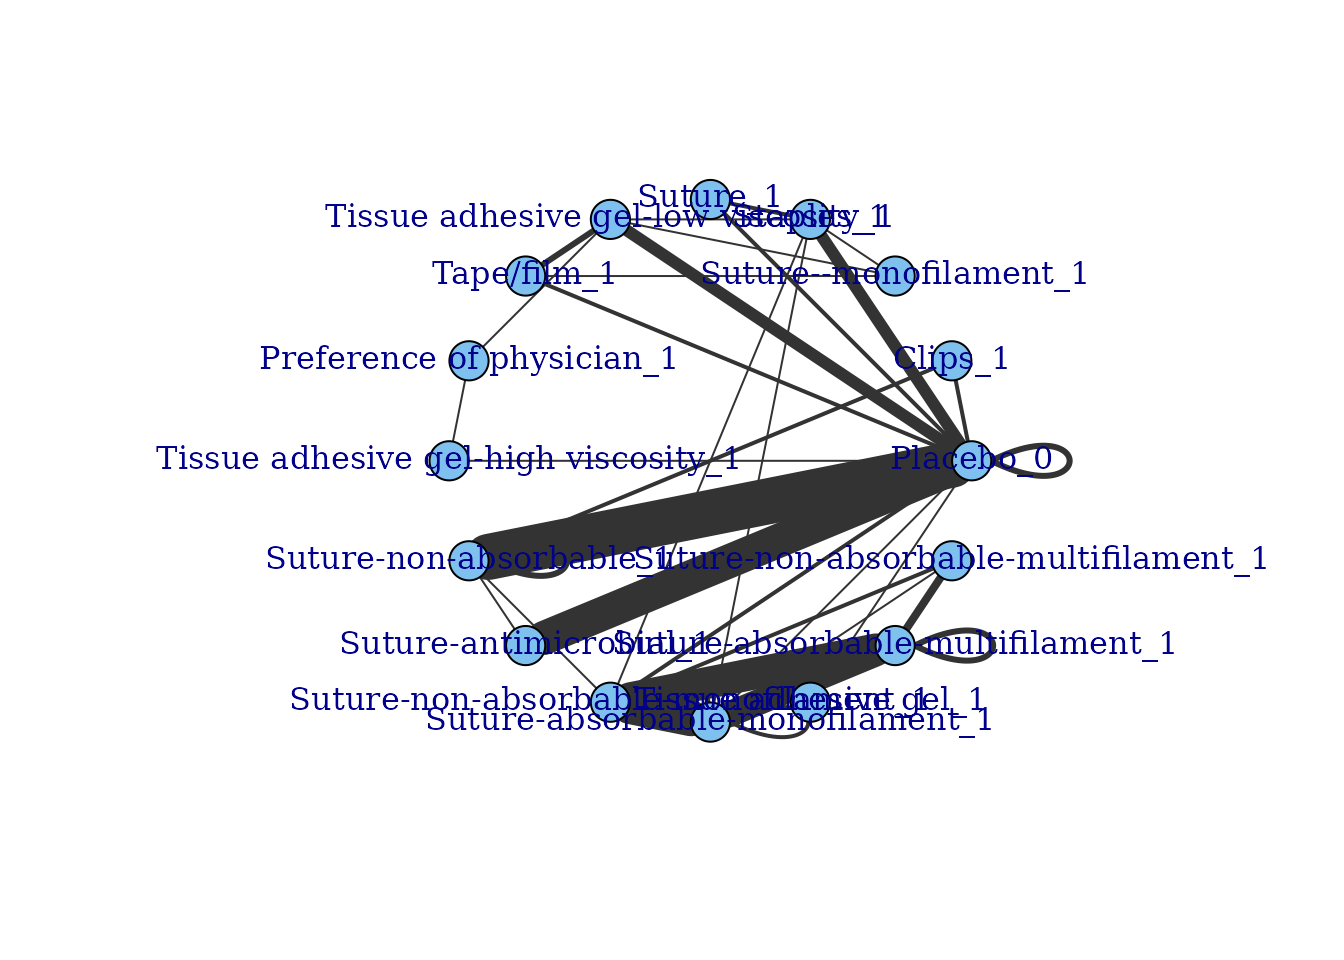 Suture_1
Tissue adhesive gel-low viscosity_1
Staples_1
Tape/film_1
Suture--monofilament_1
Preference of physician_1
Clips_1
Tissue adhesive gel-high viscosity_1
Placebo_0
Suture-non-absorbable_1
Suture-non-absorbable-multifilament_1
Suture-antimicrobial_1
Suture-absorbable-multifilament_1
Suture-non-absorbable-monofilament_1
Tissue adhesive gel_1
Suture-absorbable-monofilament_1